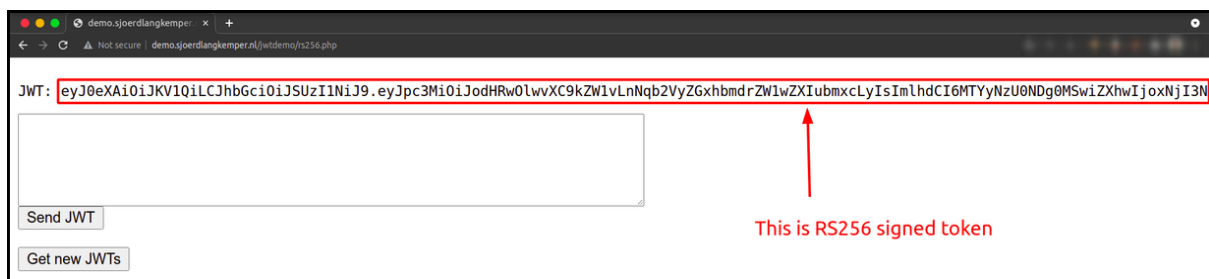 demo.sjoerdlangkemper.
Not secure | demo.sjoerdlangkemper.nl/jwtdemo/rs256.php
JWT: eyJ0eXAiOiJKV1QiLCJhbGciOiJSUzI1NiJ9.eyJpc3MiOiJodHRwOlwvXC9kZW1vLnNqb2VyZGxhbmdrZW1wZXIubmxcLyIsImlhdCI6MTYyNzU0NDg0MSwiZXhwIjoxNjI3N
Send JWT
This is RS256 signed token
Get new JWTs